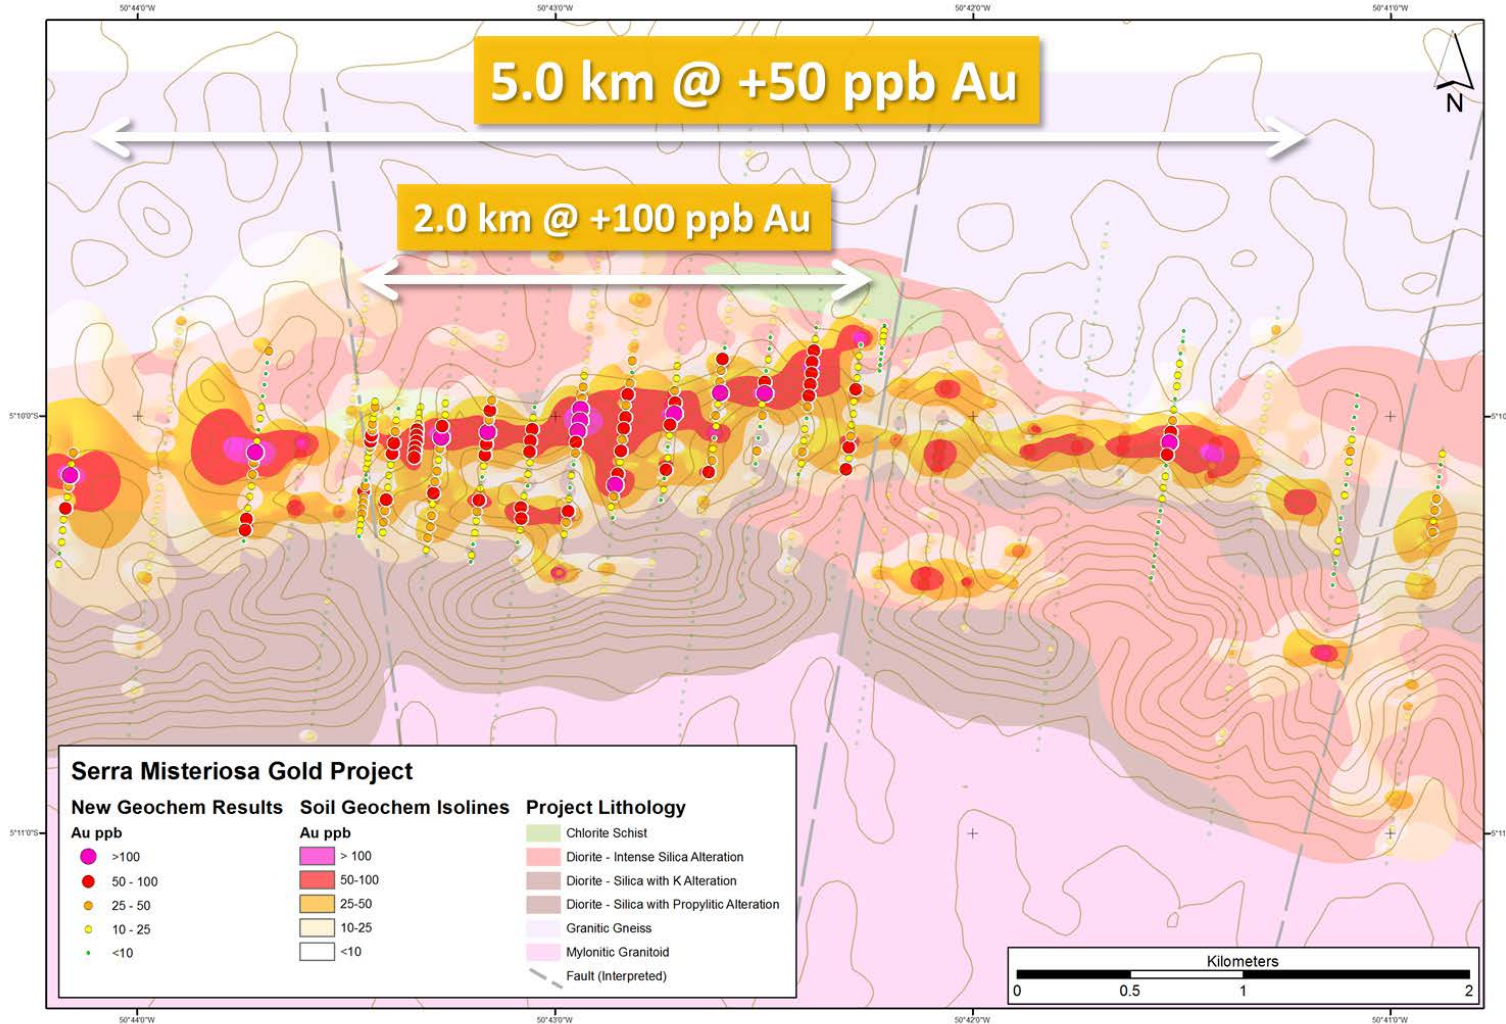 50°44'0"W 50°43'0"W 50°42'0"W 50°41'0"W
5.0 km @ +50 ppb Au
N
2.0 km @ +100 ppb Au
5°10'0"S
5°10
Serra Misteriosa Gold Project
New Geochem Results
Au ppb
>100
50 - 100
25 - 50
10 - 25
<10
Soil Geochem Isolines
Au ppb
> 100
50-100
25-50
10-25
<10
Project Lithology
Chlorite Schist
Diorite - Intense Silica Alteration
Diorite - Silica with K Alteration
Diorite - Silica with Propylitic Alteration
Granitic Gneiss
Mylonitic Granitoid
Fault (Interpreted)
5°11'0"S
5°11
Kilometers
0 0.5 1 2
50°44'0"W 50°43'0"W 50°42'0"W 50°41'0"W